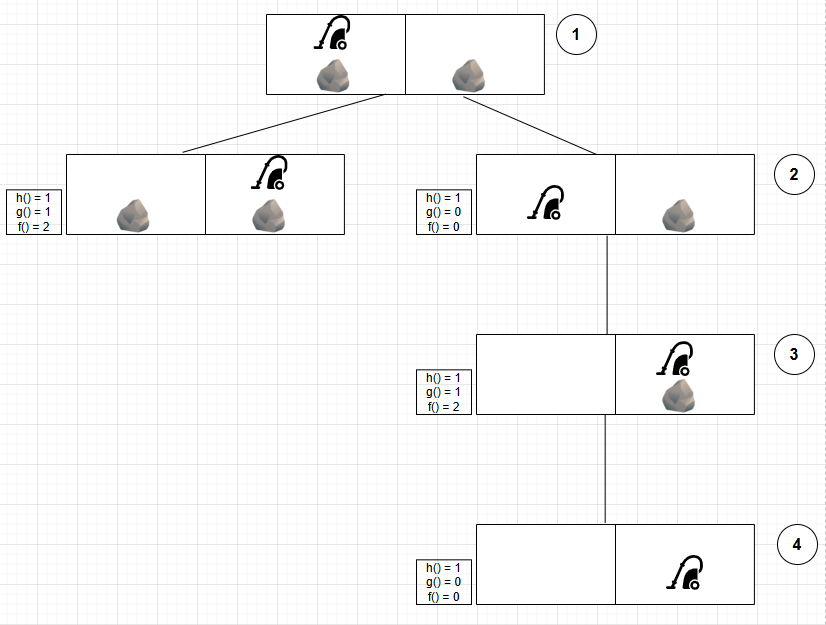 1
h() = 1
g() = 1
f() = 2
h() = 1
g() = 0
f() = 0
2
h() = 1
g() = 1
f() = 2
3
h() = 1
g() = 0
f() = 0
4